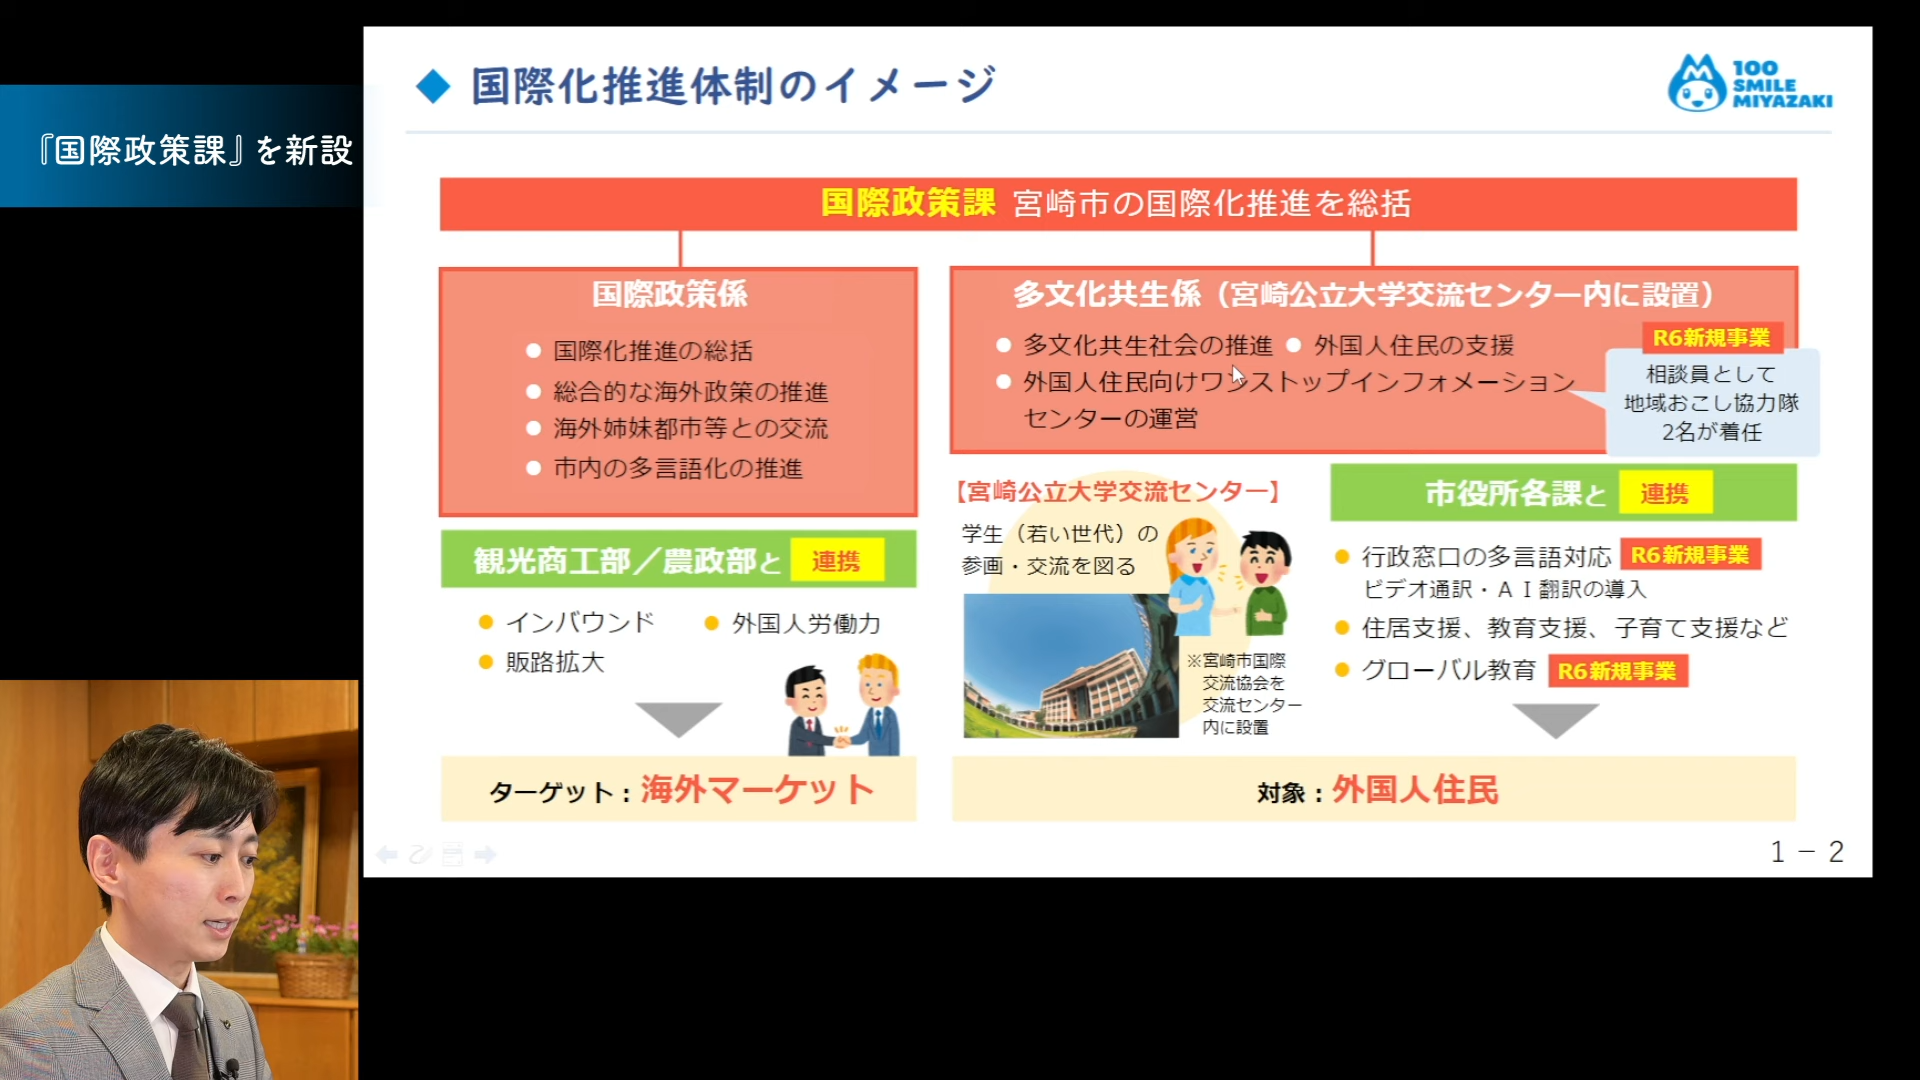 『国際政策課』を新設
国際化推進体制のイメージ
100
SMILE
MIYAZAKI
国際政策課 宮崎市の国際化推進を総括
国際政策係
国際化推進の総括
総合的な海外政策の推進
海外姉妹都市等との交流
市内の多言語化の推進
観光商工部／農政部と 連携
インバウンド
外国人労働力
販路拡大
ターゲット：海外マーケット
多文化共生係（宮崎公立大学交流センター内に設置）
多文化共生社会の推進
外国人住民の支援
外国人住民向けワンストップインフォメーション
センターの運営
R6新規事業
相談員として
地域おこし協力隊
2名が着任
【宮崎公立大学交流センター】
学生（若い世代）の
参画・交流を図る
※宮崎市国際
交流協会を
交流センター
内に設置
市役所各課と 連携
行政窓口の多言語対応 R6新規事業
ビデオ通訳・ＡＩ翻訳の導入
住居支援、教育支援、子育て支援など
グローバル教育 R6新規事業
対象：外国人住民
1－2